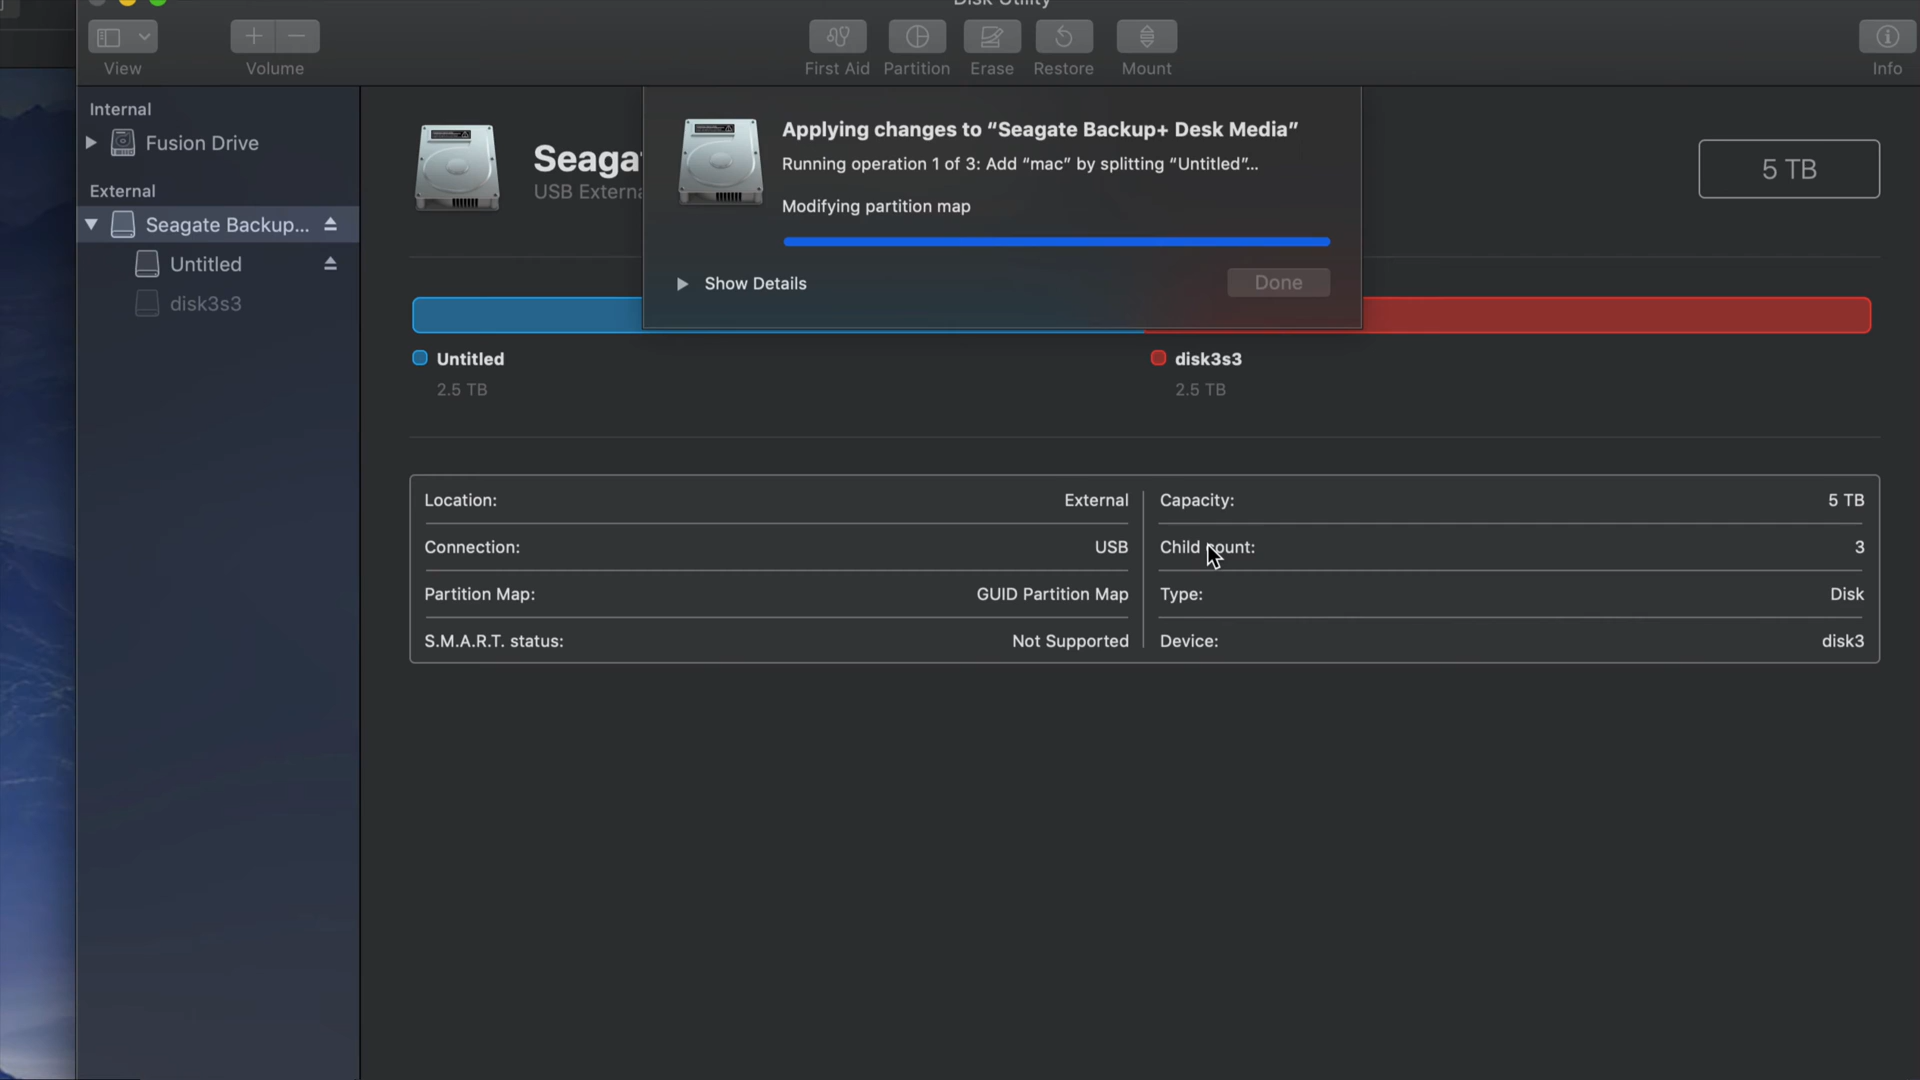 Disk Utility
View
Volume
First Aid
Partition
Erase
Restore
Mount
Info
Internal
Fusion Drive
External
Seagate Backup...
Untitled
disk3s3
Seaga
USB Externa
5 TB
Applying changes to “Seagate Backup+ Desk Media”
Running operation 1 of 3: Add “mac” by splitting “Untitled”...
Modifying partition map
Show Details
Done
Untitled
2.5 TB
disk3s3
2.5 TB
Location: External
Connection: USB
Partition Map: GUID Partition Map
S.M.A.R.T. status: Not Supported
Capacity: 5 TB
Child count: 3
Type: Disk
Device: disk3